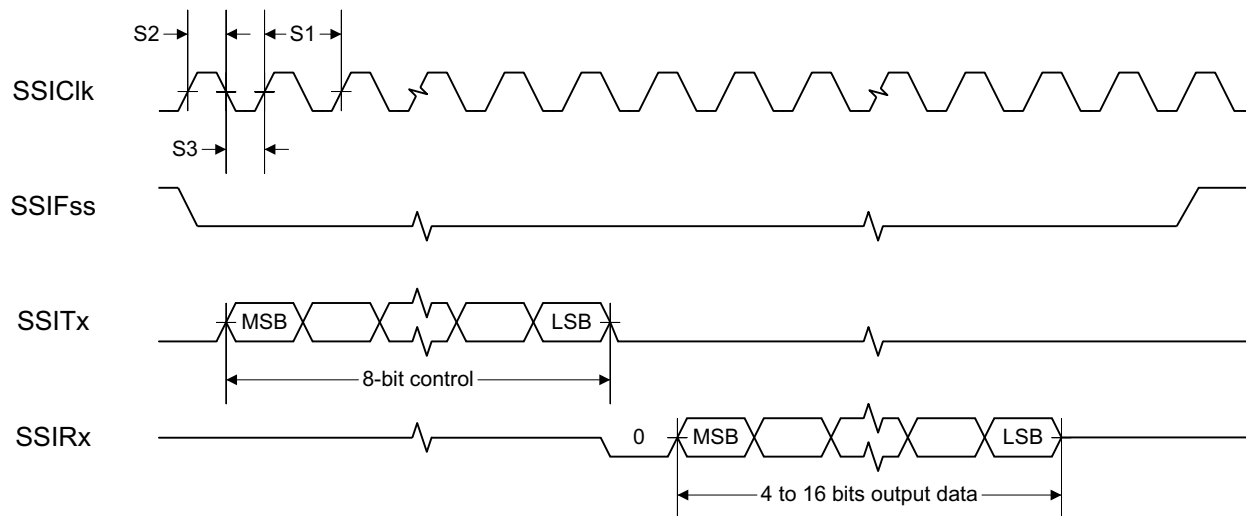 S2
S1
SSIClk
S3
SSIFss
SSITx
MSB
LSB
8-bit control
SSIRx
0
MSB
LSB
4 to 16 bits output data